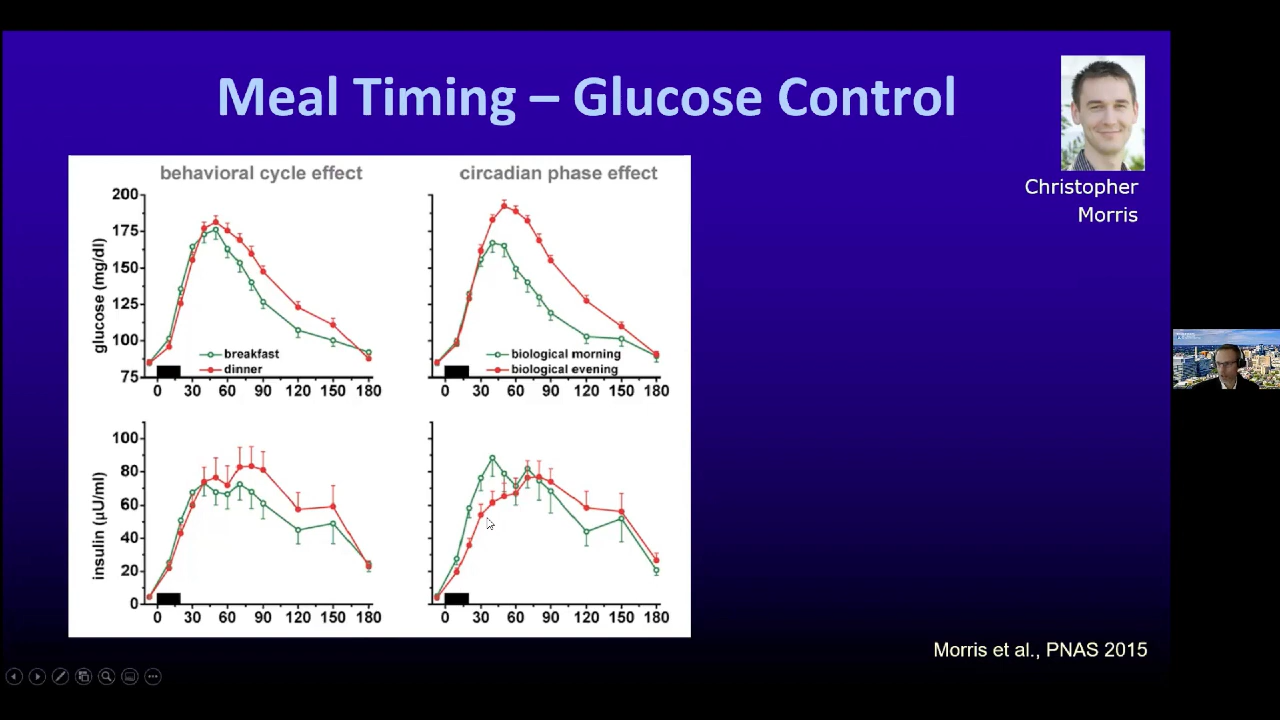 Meal Timing – Glucose Control
Christopher
Morris
behavioral cycle effect
circadian phase effect
200
175
150
125
100
75
glucose (mg/dl)
breakfast
dinner
biological morning
biological evening
0 30 60 90 120 150 180
0 30 60 90 120 150 180
100
80
60
40
20
0
insulin (µU/ml)
0 30 60 90 120 150 180
0 30 60 90 120 150 180
Morris et al., PNAS 2015